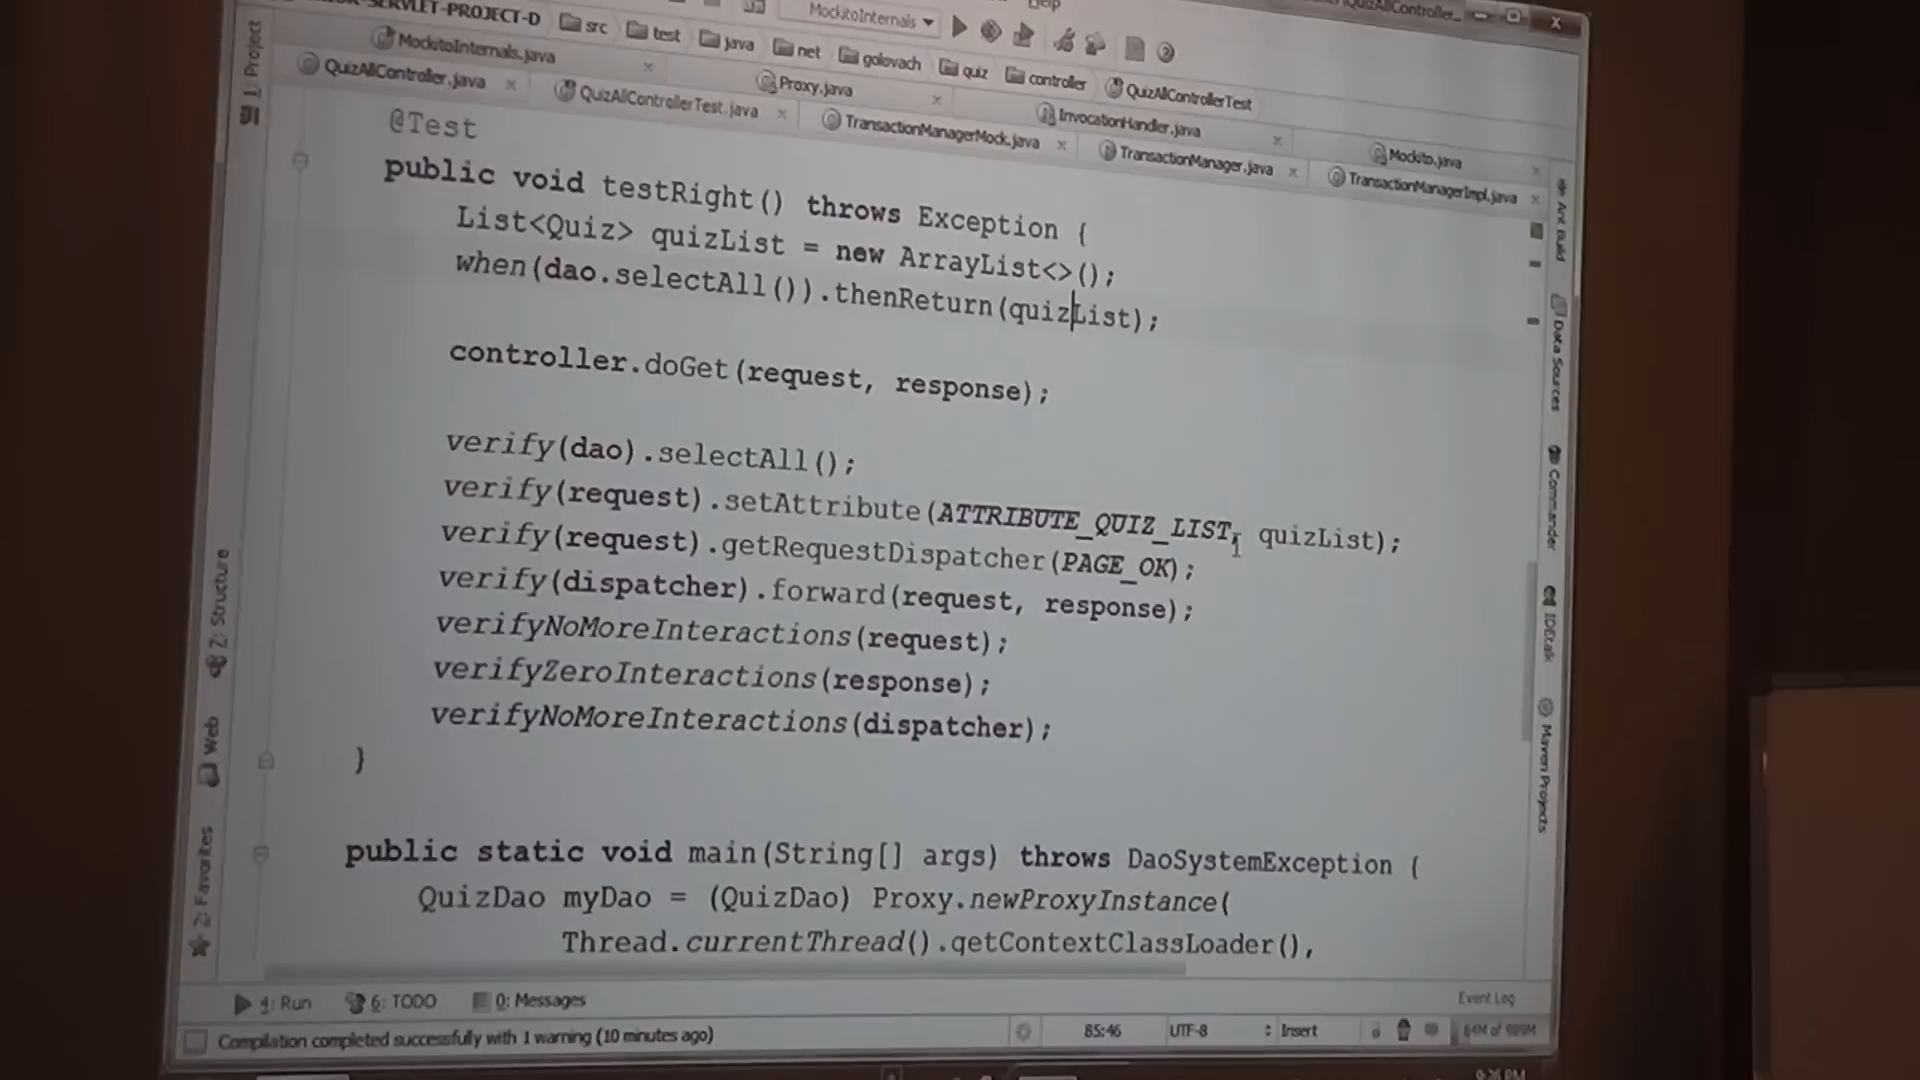 SERVLET-PROJECT-D src test java net golovach quiz controller QuizAllControllerTest
MockitoInternals
MockitoInternals.java
Proxy.java
InvocationHandler.java
Mockito.java
QuizAllController.java
QuizAllControllerTest.java
TransactionManagerMock.java
TransactionManager.java
TransactionManagerImpl.java
@Test
public void testRight() throws Exception {
List<Quiz> quizList = new ArrayList<>();
when(dao.selectAll()).thenReturn(quizList);
controller.doGet(request, response);
verify(dao).selectAll();
verify(request).setAttribute(ATTRIBUTE_QUIZ_LIST, quizList);
verify(request).getRequestDispatcher(PAGE_OK);
verify(dispatcher).forward(request, response);
verifyNoMoreInteractions(request);
verifyZeroInteractions(response);
verifyNoMoreInteractions(dispatcher);
}
public static void main(String[] args) throws DaoSystemException {
QuizDao myDao = (QuizDao) Proxy.newProxyInstance(
Thread.currentThread().getContextClassLoader(),
1: Project
Z: Structure
Web
2: Favorites
Ant Build
Data Sources
Commander
IDEtalk
Maven Projects
4: Run 6: TODO 0: Messages
Event Log
Compilation completed successfully with 1 warning (10 minutes ago)
85:46 UTF-8 Insert
9:26 PM